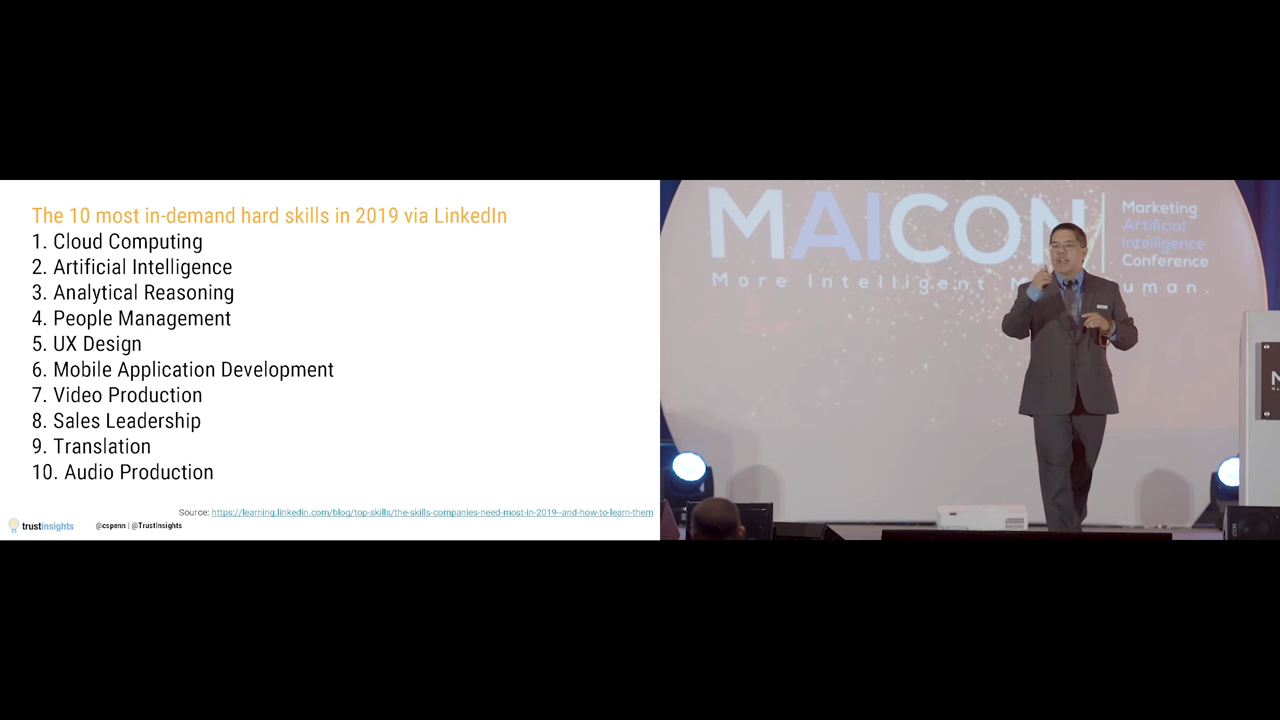 The 10 most in-demand hard skills in 2019 via LinkedIn
1. Cloud Computing
2. Artificial Intelligence
3. Analytical Reasoning
4. People Management
5. UX Design
6. Mobile Application Development
7. Video Production
8. Sales Leadership
9. Translation
10. Audio Production
Source: https://learning.linkedin.com/blog/top-skills/the-skills-companies-need-most-in-2019--and-how-to-learn-them
trustinsights
@cspenn | @TrustInsights
MAICON
Marketing
Artificial
Intelligence
Conference
More Intelligent.